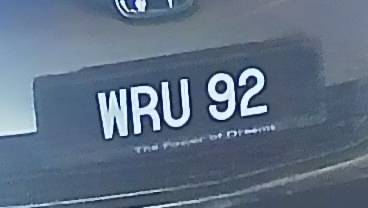 WRU 92
The Power of Dreams